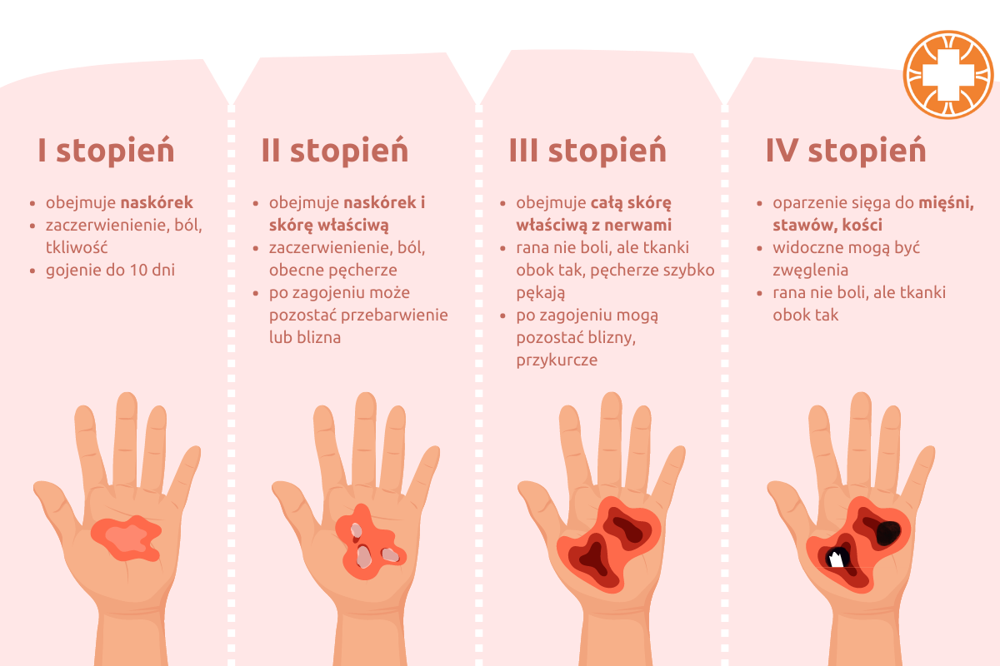 I stopień
• obejmuje naskórek
• zaczerwienienie, ból,
tkliwość
• gojenie do 10 dni
II stopień
• obejmuje naskórek i
skórę właściwą
• zaczerwienienie, ból,
obecne pęcherze
• po zagojeniu może
pozostać przebarwienie
lub blizna
III stopień
• obejmuje całą skórę
właściwą z nerwami
• rana nie boli, ale tkanki
obok tak, pęcherze szybko
pękają
• po zagojeniu mogą
pozostać blizny,
przykurcze
IV stopień
• oparzenie sięga do mięśni,
stawów, kości
• widoczne mogą być
zwęglenia
• rana nie boli, ale tkanki
obok tak